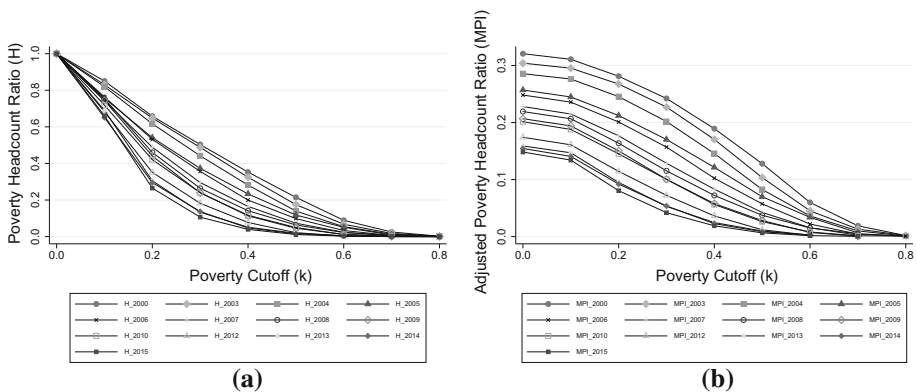 Poverty Headcount Ratio (H)
1.0
0.8
0.6
0.4
0.2
0.0
0.0 0.2 0.4 0.6 0.8
Poverty Cutoff (k)
H_2000 H_2003 H_2004 H_2005
H_2006 H_2007 H_2008 H_2009
H_2010 H_2012 H_2013 H_2014
H_2015
(a)
Adjusted Poverty Headcount Ratio (MPI)
0.3
0.2
0.1
0.0
0.0 0.2 0.4 0.6 0.8
Poverty Cutoff (k)
MPI_2000 MPI_2003 MPI_2004 MPI_2005
MPI_2006 MPI_2007 MPI_2008 MPI_2009
MPI_2010 MPI_2012 MPI_2013 MPI_2014
MPI_2015
(b)